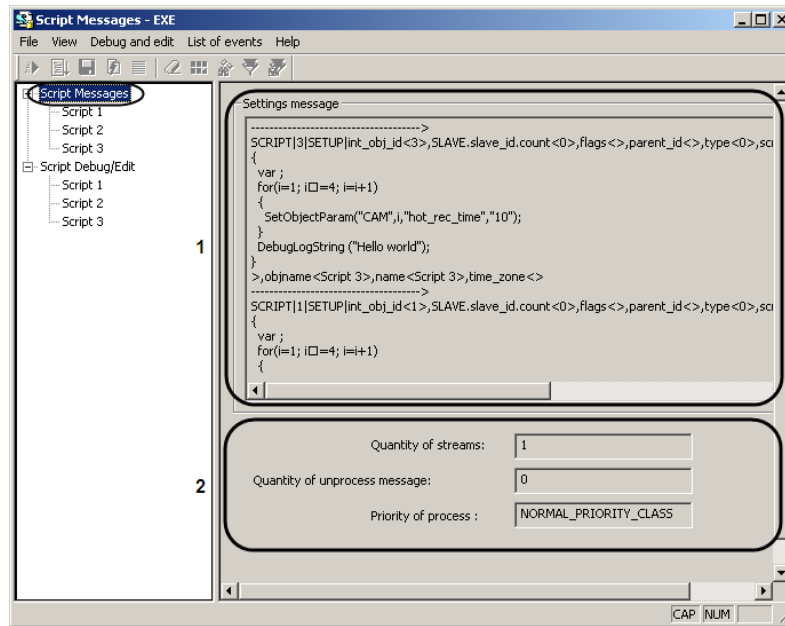 Script Messages - EXE
File View Debug and edit List of events Help
Script Messages
Script 1
Script 2
Script 3
Script Debug/Edit
Script 1
Script 2
Script 3
1
Settings message
------------------------------------->
SCRIPT|3|SETUP|int_obj_id<3>,SLAVE.slave_id.count<0>,flags<>,parent_id<>,type<0>,scr
{
var ;
for(i=1; i□=4; i=i+1)
{
SetObjectParam("CAM",i,"hot_rec_time","10");
}
DebugLogString ("Hello world");
}
>,objname<Script 3>,name<Script 3>,time_zone<>
------------------------------------->
SCRIPT|1|SETUP|int_obj_id<1>,SLAVE.slave_id.count<0>,flags<>,parent_id<>,type<0>,scr
{
var ;
for(i=1; i□=4; i=i+1)
{
2
Quantity of streams: 1
Quantity of unprocess message: 0
Priority of process : NORMAL_PRIORITY_CLASS
CAP NUM